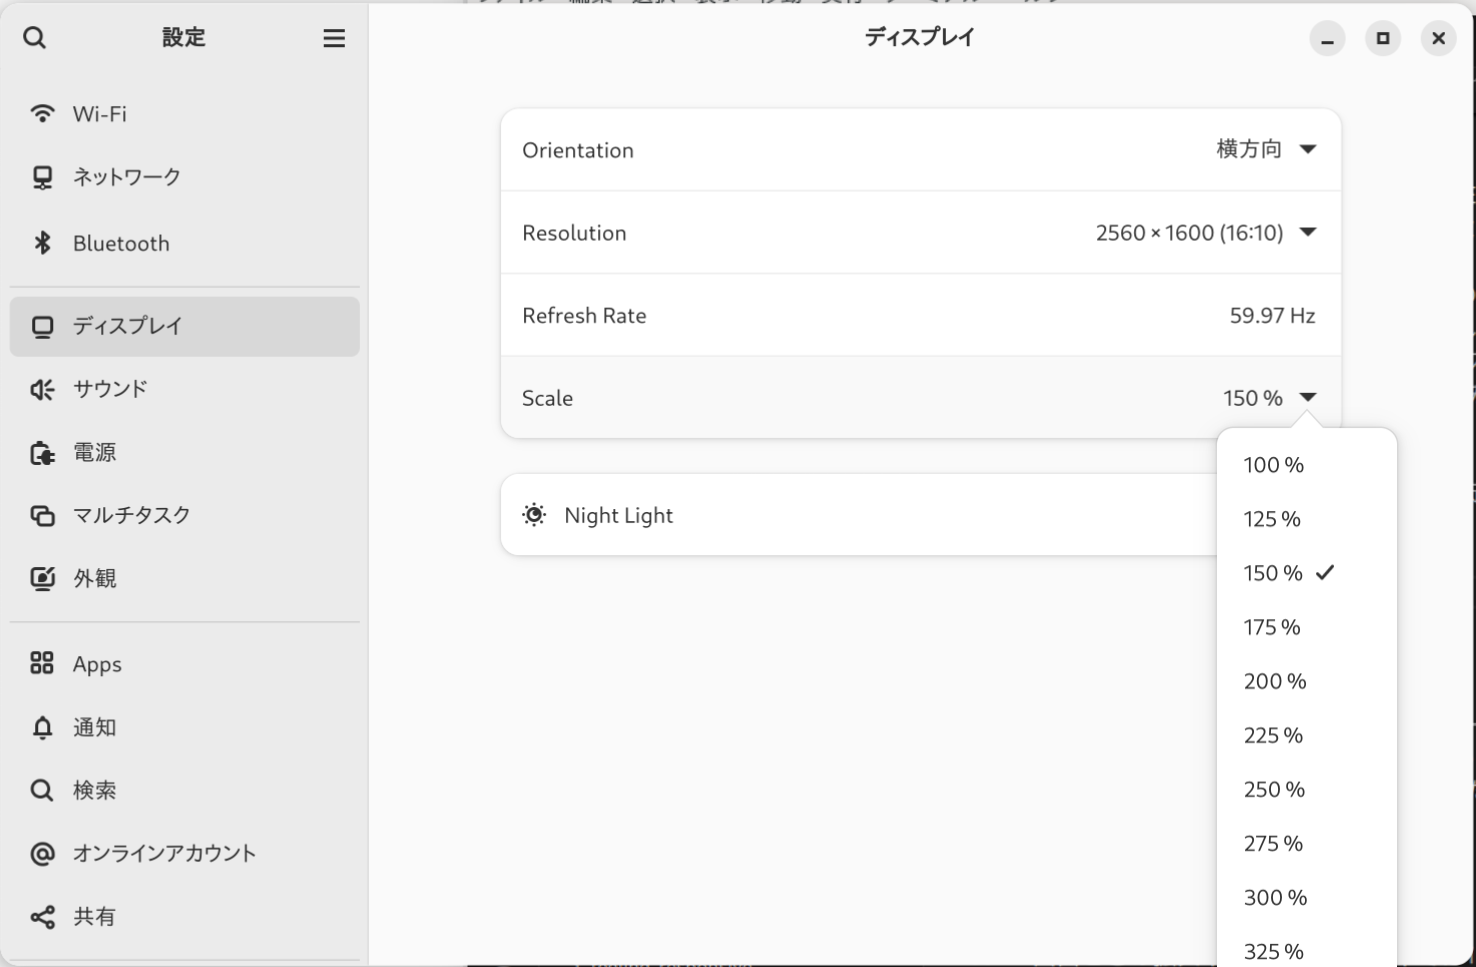 設定
Wi-Fi
ネットワーク
Bluetooth
ディスプレイ
サウンド
電源
マルチタスク
外観
Apps
通知
検索
オンラインアカウント
共有
ディスプレイ
Orientation 横方向
Resolution 2560 × 1600 (16:10)
Refresh Rate 59.97 Hz
Scale 150 %
Night Light
100 %
125 %
150 %
175 %
200 %
225 %
250 %
275 %
300 %
325 %